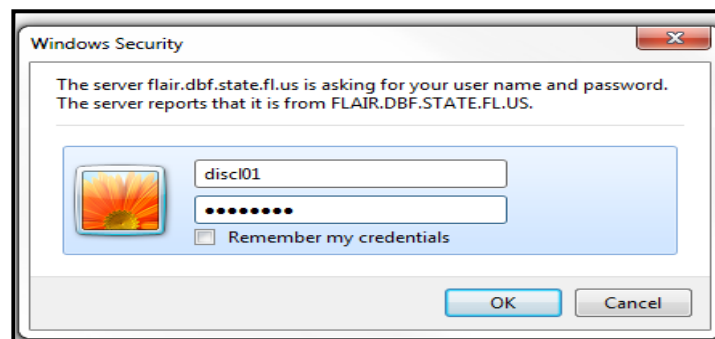 Windows Security
The server flair.dbf.state.fl.us is asking for your user name and password.
The server reports that it is from FLAIR.DBF.STATE.FL.US.
discl01
••••••••
Remember my credentials
OK Cancel